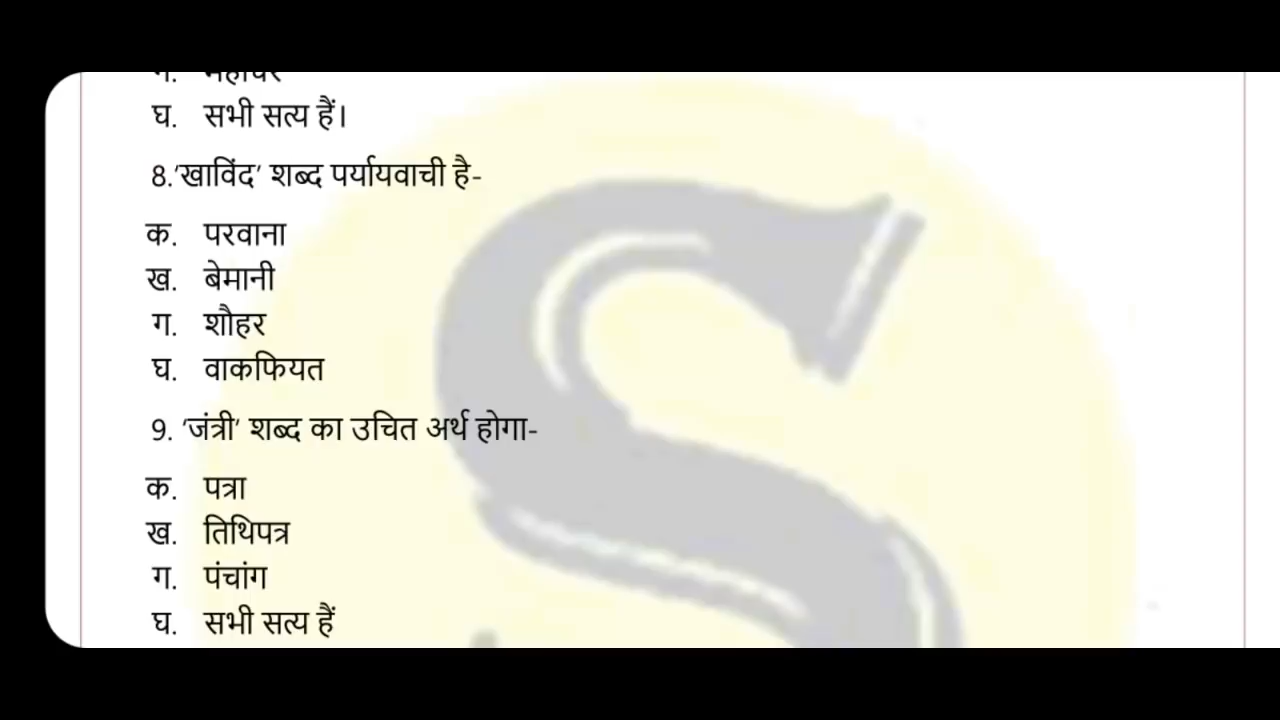 घ. सभी सत्य हैं।
8.‘खाविंद’ शब्द पर्यायवाची है-
क. परवाना
ख. बेमानी
ग. शौहर
घ. वाकफियत
9. ‘जंत्री’ शब्द का उचित अर्थ होगा-
क. पत्रा
ख. तिथिपत्र
ग. पंचांग
घ. सभी सत्य हैं